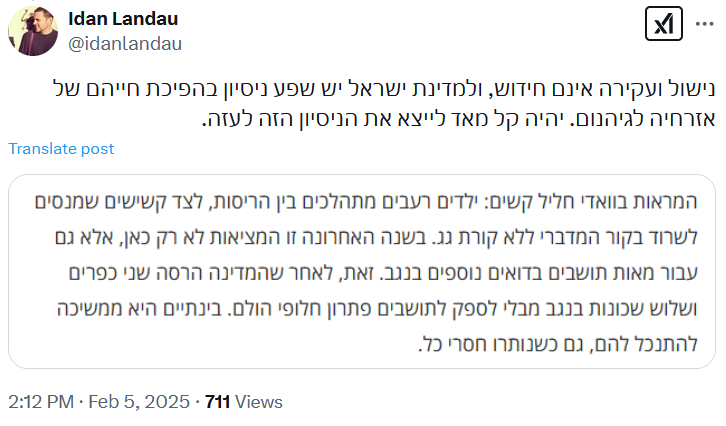 Idan Landau
@idanlandau
נישול ועקירה אינם חידוש, ולמדינת ישראל יש שפע ניסיון בהפיכת חייהם של
אזרחיה לגיהנום. יהיה קל מאד לייצא את הניסיון הזה לעזה.
Translate post
המראות בוואדי חליל קשים: ילדים רעבים מתהלכים בין הריסות, לצד קשישים שמנסים
לשרוד בקור המדברי ללא קורת גג. בשנה האחרונה זו המציאות לא רק כאן, אלא גם
עבור מאות תושבים בדואים נוספים בנגב. זאת, לאחר שהמדינה הרסה שני כפרים
ושלוש שכונות בנגב מבלי לספק לתושבים פתרון חלופי הולם. בינתיים היא ממשיכה
להתנכל להם, גם כשנותרו חסרי כל.
2:12 PM · Feb 5, 2025 · 711 Views